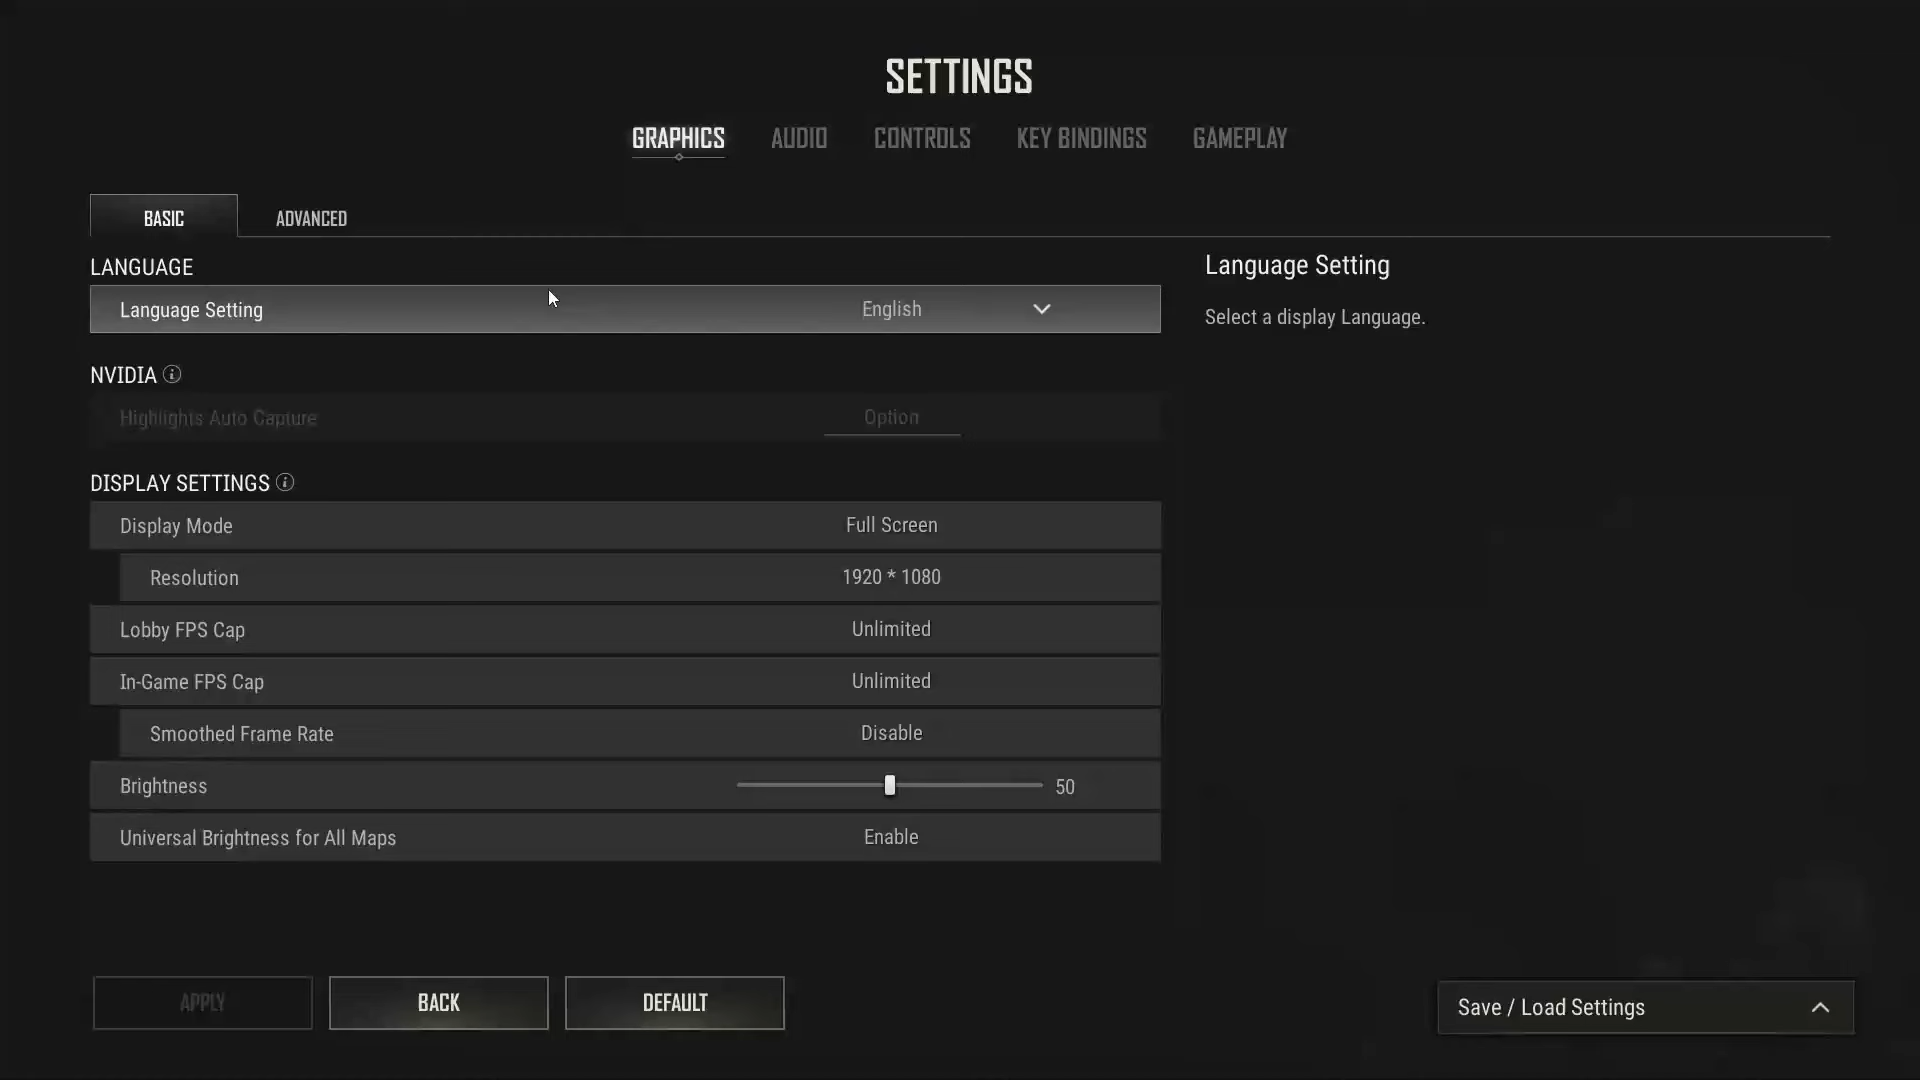 SETTINGS
GRAPHICS AUDIO CONTROLS KEY BINDINGS GAMEPLAY
BASIC ADVANCED
LANGUAGE
Language Setting English
Language Setting
Select a display Language.
NVIDIA
Highlights Auto Capture Option
DISPLAY SETTINGS
Display Mode Full Screen
Resolution 1920 * 1080
Lobby FPS Cap Unlimited
In-Game FPS Cap Unlimited
Smoothed Frame Rate Disable
Brightness 50
Universal Brightness for All Maps Enable
APPLY BACK DEFAULT
Save / Load Settings